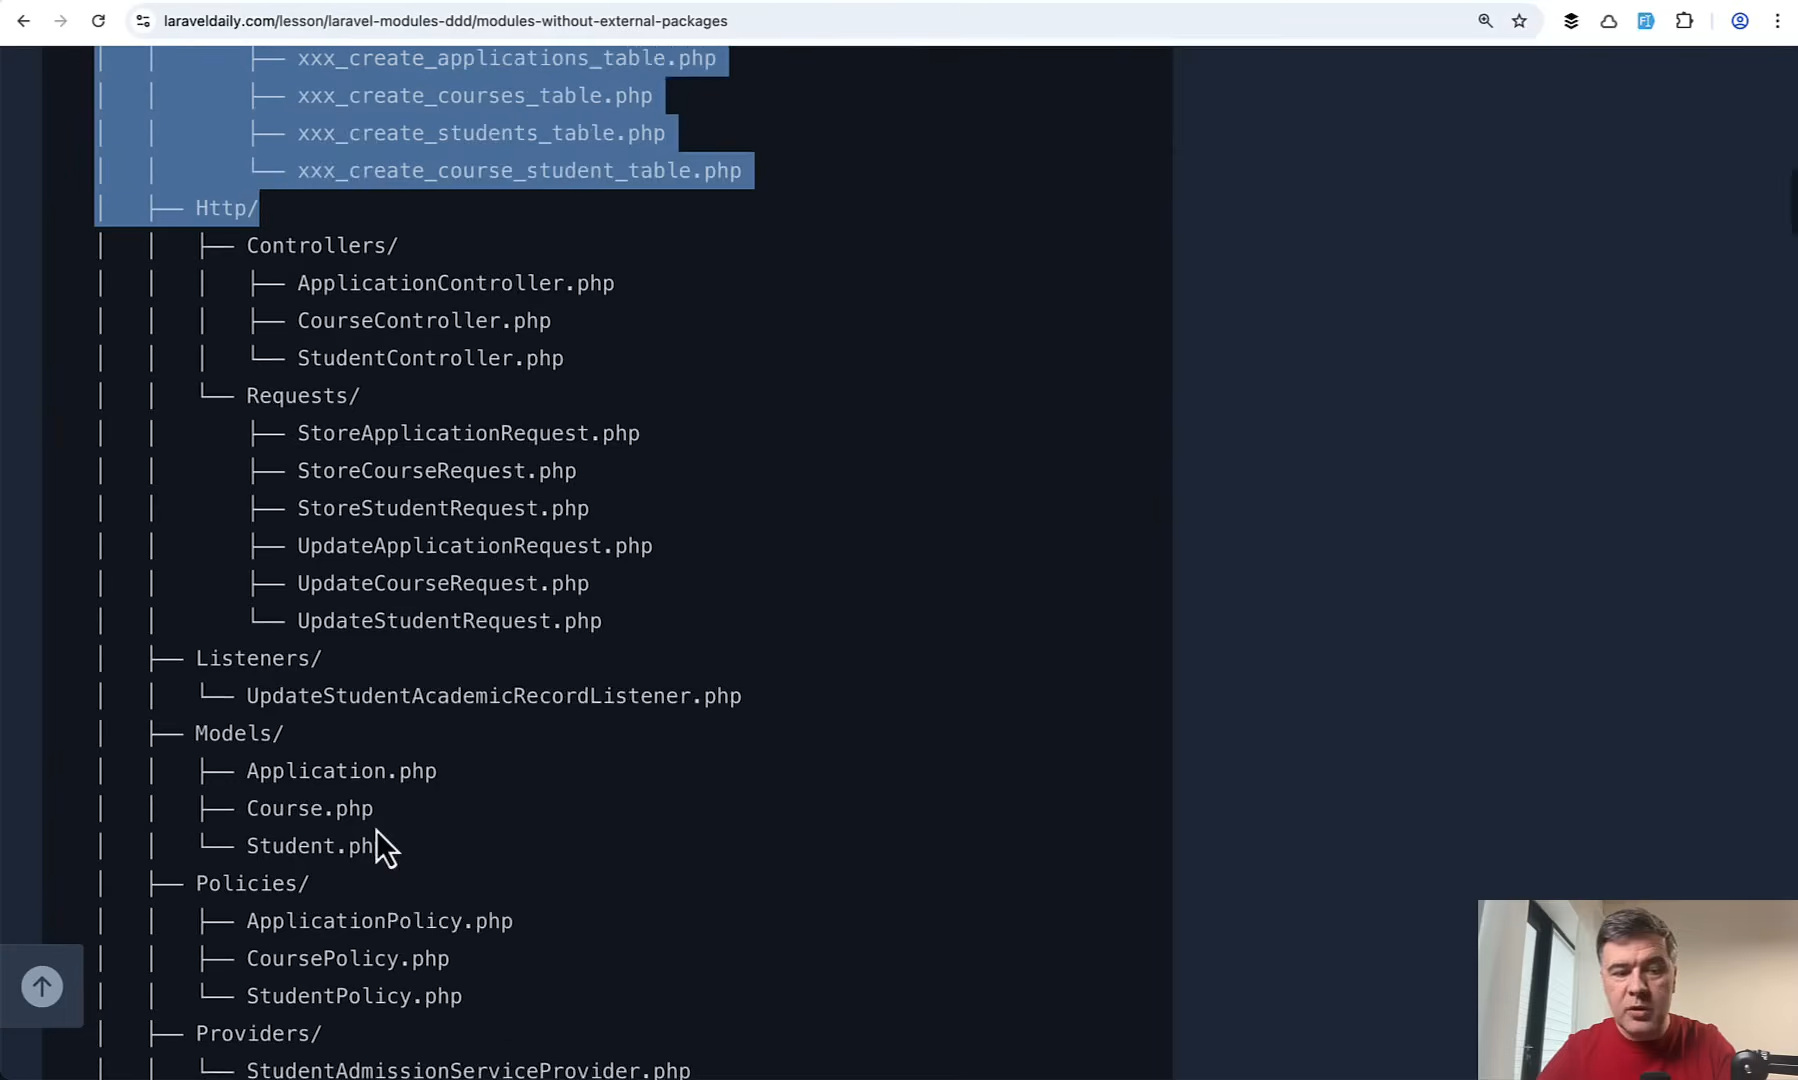 laraveldaily.com/lesson/laravel-modules-ddd/modules-without-external-packages
│   │       ├── xxx_create_applications_table.php
│   │       ├── xxx_create_courses_table.php
│   │       ├── xxx_create_students_table.php
│   │       └── xxx_create_course_student_table.php
│   ├── Http/
│   │   ├── Controllers/
│   │   │   ├── ApplicationController.php
│   │   │   ├── CourseController.php
│   │   │   └── StudentController.php
│   │   └── Requests/
│   │       ├── StoreApplicationRequest.php
│   │       ├── StoreCourseRequest.php
│   │       ├── StoreStudentRequest.php
│   │       ├── UpdateApplicationRequest.php
│   │       ├── UpdateCourseRequest.php
│   │       └── UpdateStudentRequest.php
│   ├── Listeners/
│   │   └── UpdateStudentAcademicRecordListener.php
│   ├── Models/
│   │   ├── Application.php
│   │   ├── Course.php
│   │   └── Student.ph
│   ├── Policies/
│   │   ├── ApplicationPolicy.php
│   │   ├── CoursePolicy.php
│   │   └── StudentPolicy.php
│   ├── Providers/
│   │   └── StudentAdmissionServiceProvider.php